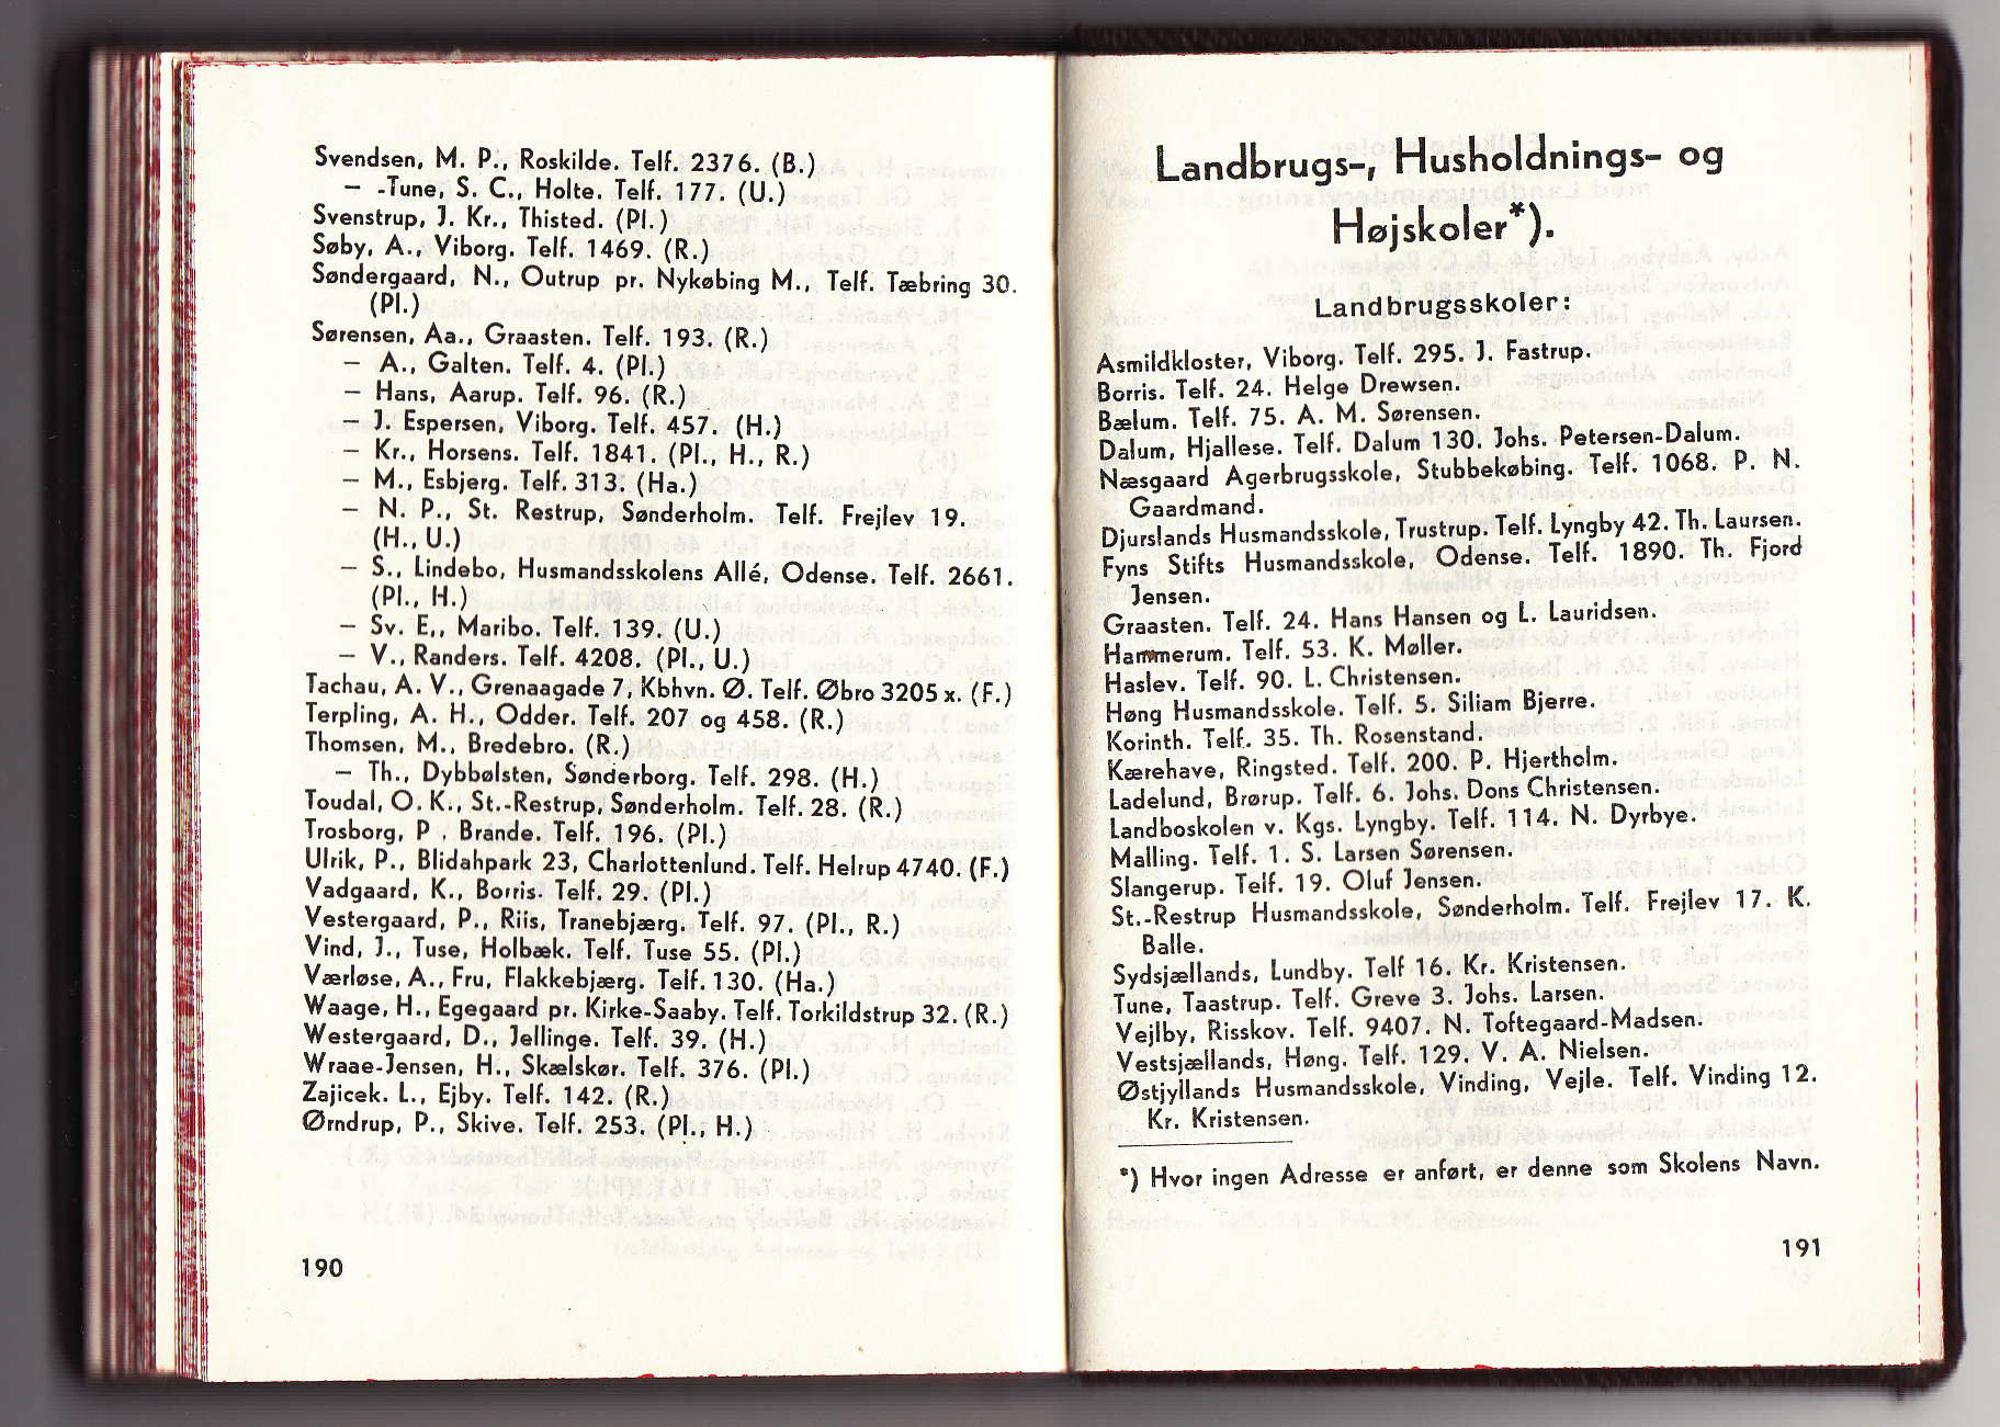 Svendsen, M. P., Roskilde. Telf. 2376. (B.)
— -Tune, S. C., Holte. Telf. 177. (U.)
Svenstrup, J. Kr., Thisted. (Pl.)
Søby, A., Viborg. Telf. 1469. (R.)
Søndergaard, N., Outrup pr. Nykøbing M., Telf. Tæbring 30.
(Pl.)
Sørensen, Aa., Graasten. Telf. 193. (R.)
— A., Galten. Telf. 4. (Pl.)
— Hans, Aarup. Telf. 96. (R.)
— J. Espersen, Viborg. Telf. 457. (H.)
— Kr., Horsens. Telf. 1841. (Pl., H., R.)
— M., Esbjerg. Telf. 313. (Ha.)
— N. P., St. Restrup, Sønderholm. Telf. Frejlev 19.
(H., U.)
— S., Lindebo, Husmandsskolens Allé, Odense. Telf. 2661.
(Pl., H.)
— Sv. E,, Maribo. Telf. 139. (U.)
— V., Randers. Telf. 4208. (Pl., U.)
Tachau, A. V., Grenaagade 7, Kbhvn. Ø. Telf. Øbro 3205 x. (F.)
Terpling, A. H., Odder. Telf. 207 og 458. (R.)
Thomsen, M., Bredebro. (R.)
— Th., Dybbølsten, Sønderborg. Telf. 298. (H.)
Toudal, O. K., St.-Restrup, Sønderholm. Telf. 28. (R.)
Trosborg, P , Brande. Telf. 196. (Pl.)
Ulrik, P., Blidahpark 23, Charlottenlund. Telf. Helrup 4740. (F.)
Vadgaard, K., Borris. Telf. 29. (Pl.)
Vestergaard, P., Riis, Tranebjærg. Telf. 97. (Pl., R.)
Vind, J., Tuse, Holbæk. Telf. Tuse 55. (Pl.)
Værløse, A., Fru, Flakkebjærg. Telf. 130. (Ha.)
Waage, H., Egegaard pr. Kirke-Saaby. Telf. Torkildstrup 32. (R.)
Westergaard, D., Jellinge. Telf. 39. (H.)
Wraae-Jensen, H., Skælskør. Telf. 376. (Pl.)
Zajicek. L., Ejby. Telf. 142. (R.)
Ørndrup, P., Skive. Telf. 253. (Pl., H.)
190
Landbrugs-, Husholdnings- og
Højskoler*).
Landbrugsskoler:
Asmildkloster, Viborg. Telf. 295. J. Fastrup.
Borris. Telf. 24. Helge Drewsen.
Bælum. Telf. 75. A. M. Sørensen.
Dalum, Hjallese. Telf. Dalum 130. Johs. Petersen-Dalum.
Næsgaard Agerbrugsskole, Stubbekøbing. Telf. 1068. P. N.
Gaardmand.
Djurslands Husmandsskole, Trustrup. Telf. Lyngby 42. Th. Laursen.
Fyns Stifts Husmandsskole, Odense. Telf. 1890. Th. Fjord
Jensen.
Graasten. Telf. 24. Hans Hansen og L. Lauridsen.
Hammerum. Telf. 53. K. Møller.
Haslev. Telf. 90. L. Christensen.
Høng Husmandsskole. Telf. 5. Siliam Bjerre.
Korinth. Telf. 35. Th. Rosenstand.
Kærehave, Ringsted. Telf. 200. P. Hjertholm.
Ladelund, Brørup. Telf. 6. Johs. Dons Christensen.
Landboskolen v. Kgs. Lyngby. Telf. 114. N. Dyrbye.
Malling. Telf. 1. S. Larsen Sørensen.
Slangerup. Telf. 19. Oluf Jensen.
St.-Restrup Husmandsskole, Sønderholm. Telf. Frejlev 17. K.
Balle.
Sydsjællands, Lundby. Telf 16. Kr. Kristensen.
Tune, Taastrup. Telf. Greve 3. Johs. Larsen.
Vejlby, Risskov. Telf. 9407. N. Toftegaard-Madsen.
Vestsjællands, Høng. Telf. 129. V. A. Nielsen.
Østjyllands Husmandsskole, Vinding, Vejle. Telf. Vinding 12.
Kr. Kristensen.
*) Hvor ingen Adresse er anført, er denne som Skolens Navn.
191